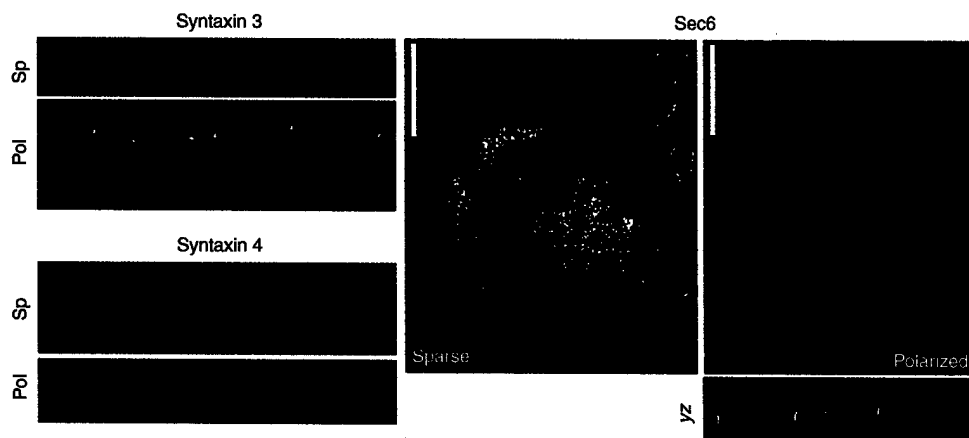 Syntaxin 3
Sp
Pol
Syntaxin 4
Sp
Pol
Sec6
Sparse
Polarized
yz